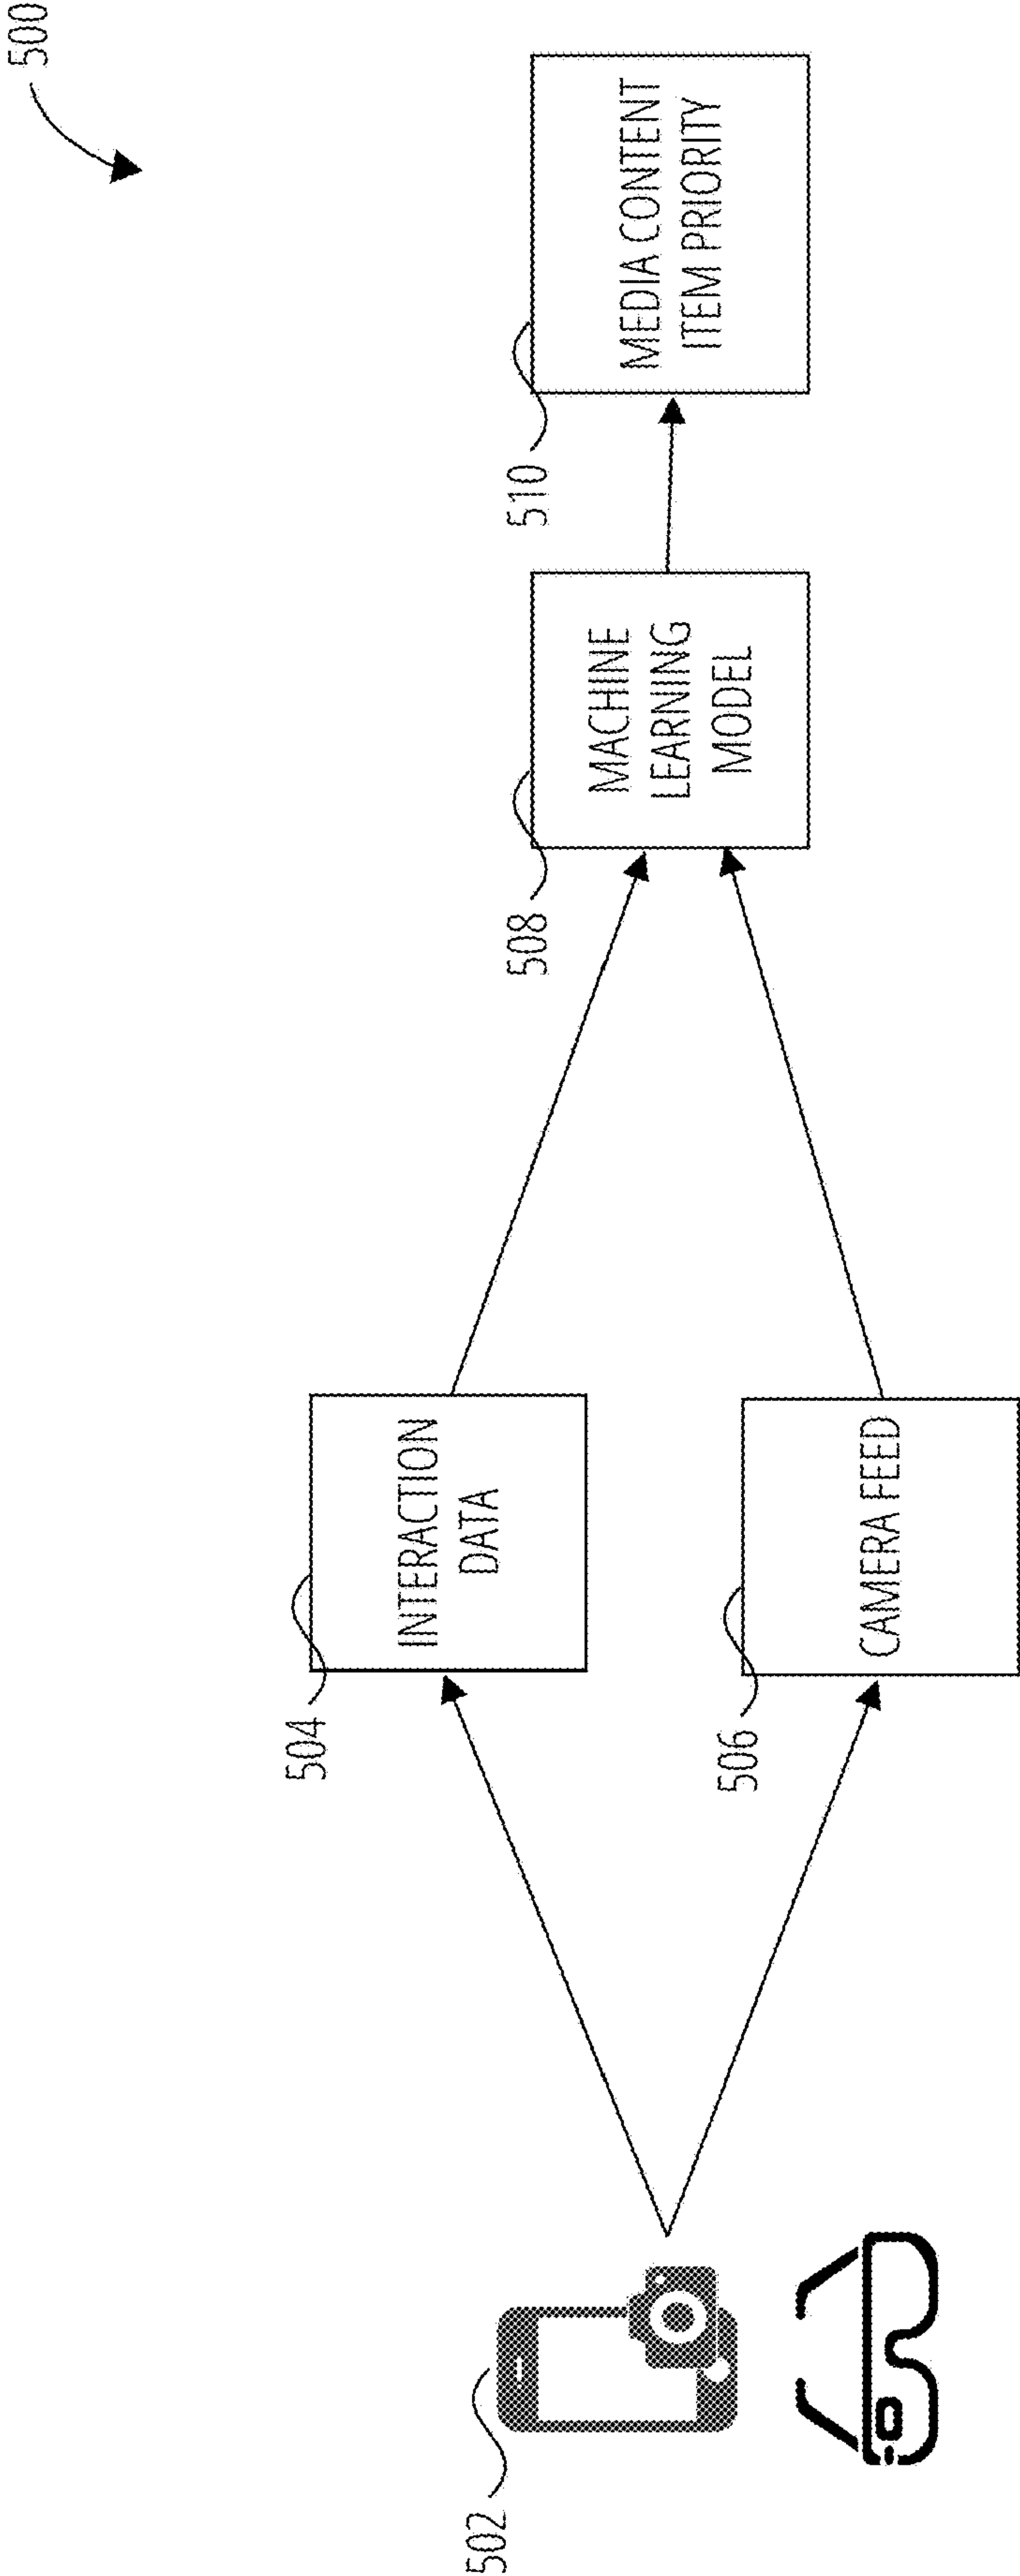 500
502
504
INTERACTION
DATA
506
CAMERA FEED
508
MACHINE
LEARNING
MODEL
510
MEDIA CONTENT
ITEM PRIORITY